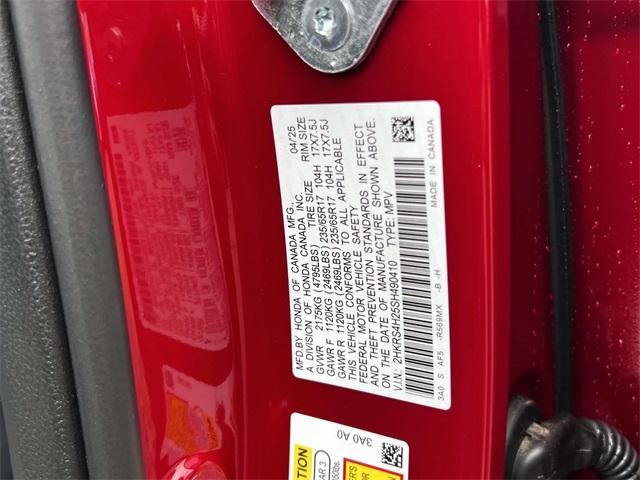 MFD.BY HONDA OF CANADA MFG., 04/25
A DIVISION OF HONDA CANADA INC. TIRE SIZE RIM SIZE
GVWR 2175KG (4795LBS)
GAWR F 1120KG (2469LBS) 235/65R17 104H 17X7.5J
GAWR R 1120KG (2469LBS) 235/65R17 104H 17X7.5J
THIS VEHICLE CONFORMS TO ALL APPLICABLE
FEDERAL MOTOR VEHICLE SAFETY
AND THEFT PREVENTION STANDARDS IN EFFECT
ON THE DATE OF MANUFACTURE SHOWN ABOVE.
V.I.N.: 2HKRS4H25SH490410 TYPE: MPV
3A0 S AF5 -R569MX -B -H MADE IN CANADA
3A0 A0